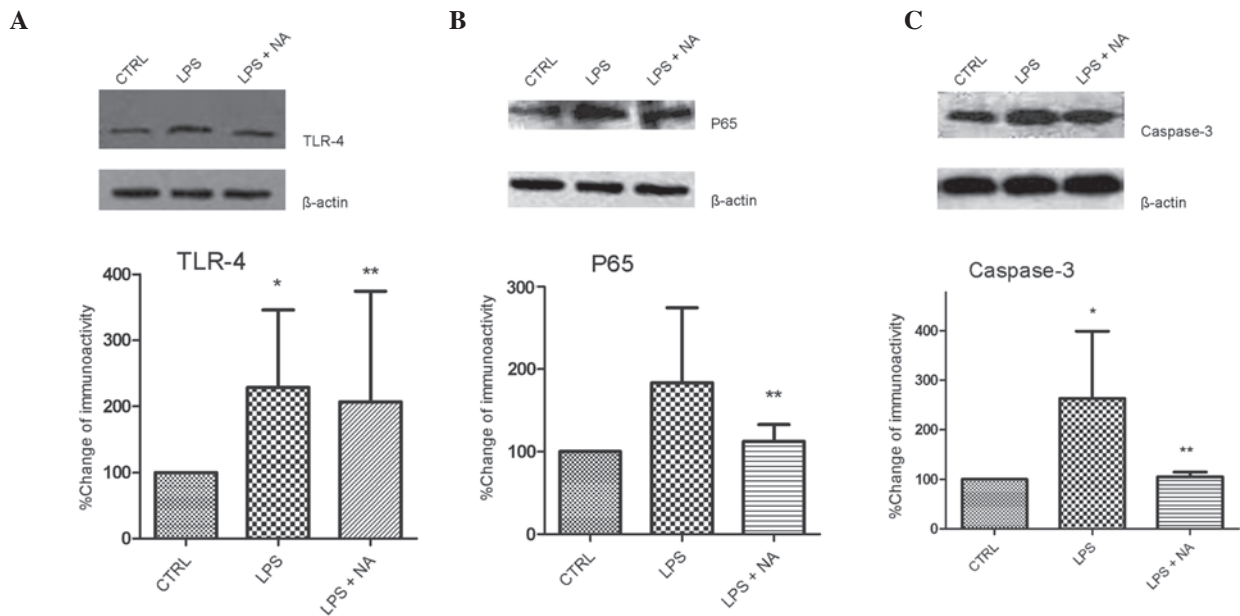 A
CTRL
LPS
LPS + NA
TLR-4
ß-actin
TLR-4
%Change of immunoactivity
400
300
200
100
0
*
**
CTRL
LPS
LPS + NA
B
CTRL
LPS
LPS + NA
P65
ß-actin
P65
%Change of immunoactivity
300
200
100
0
**
CTRL
LPS
LPS + NA
C
CTRL
LPS
LPS + NA
Caspase-3
ß-actin
Caspase-3
%Change of immunoactivity
400
300
200
100
0
*
**
CTRL
LPS
LPS + NA